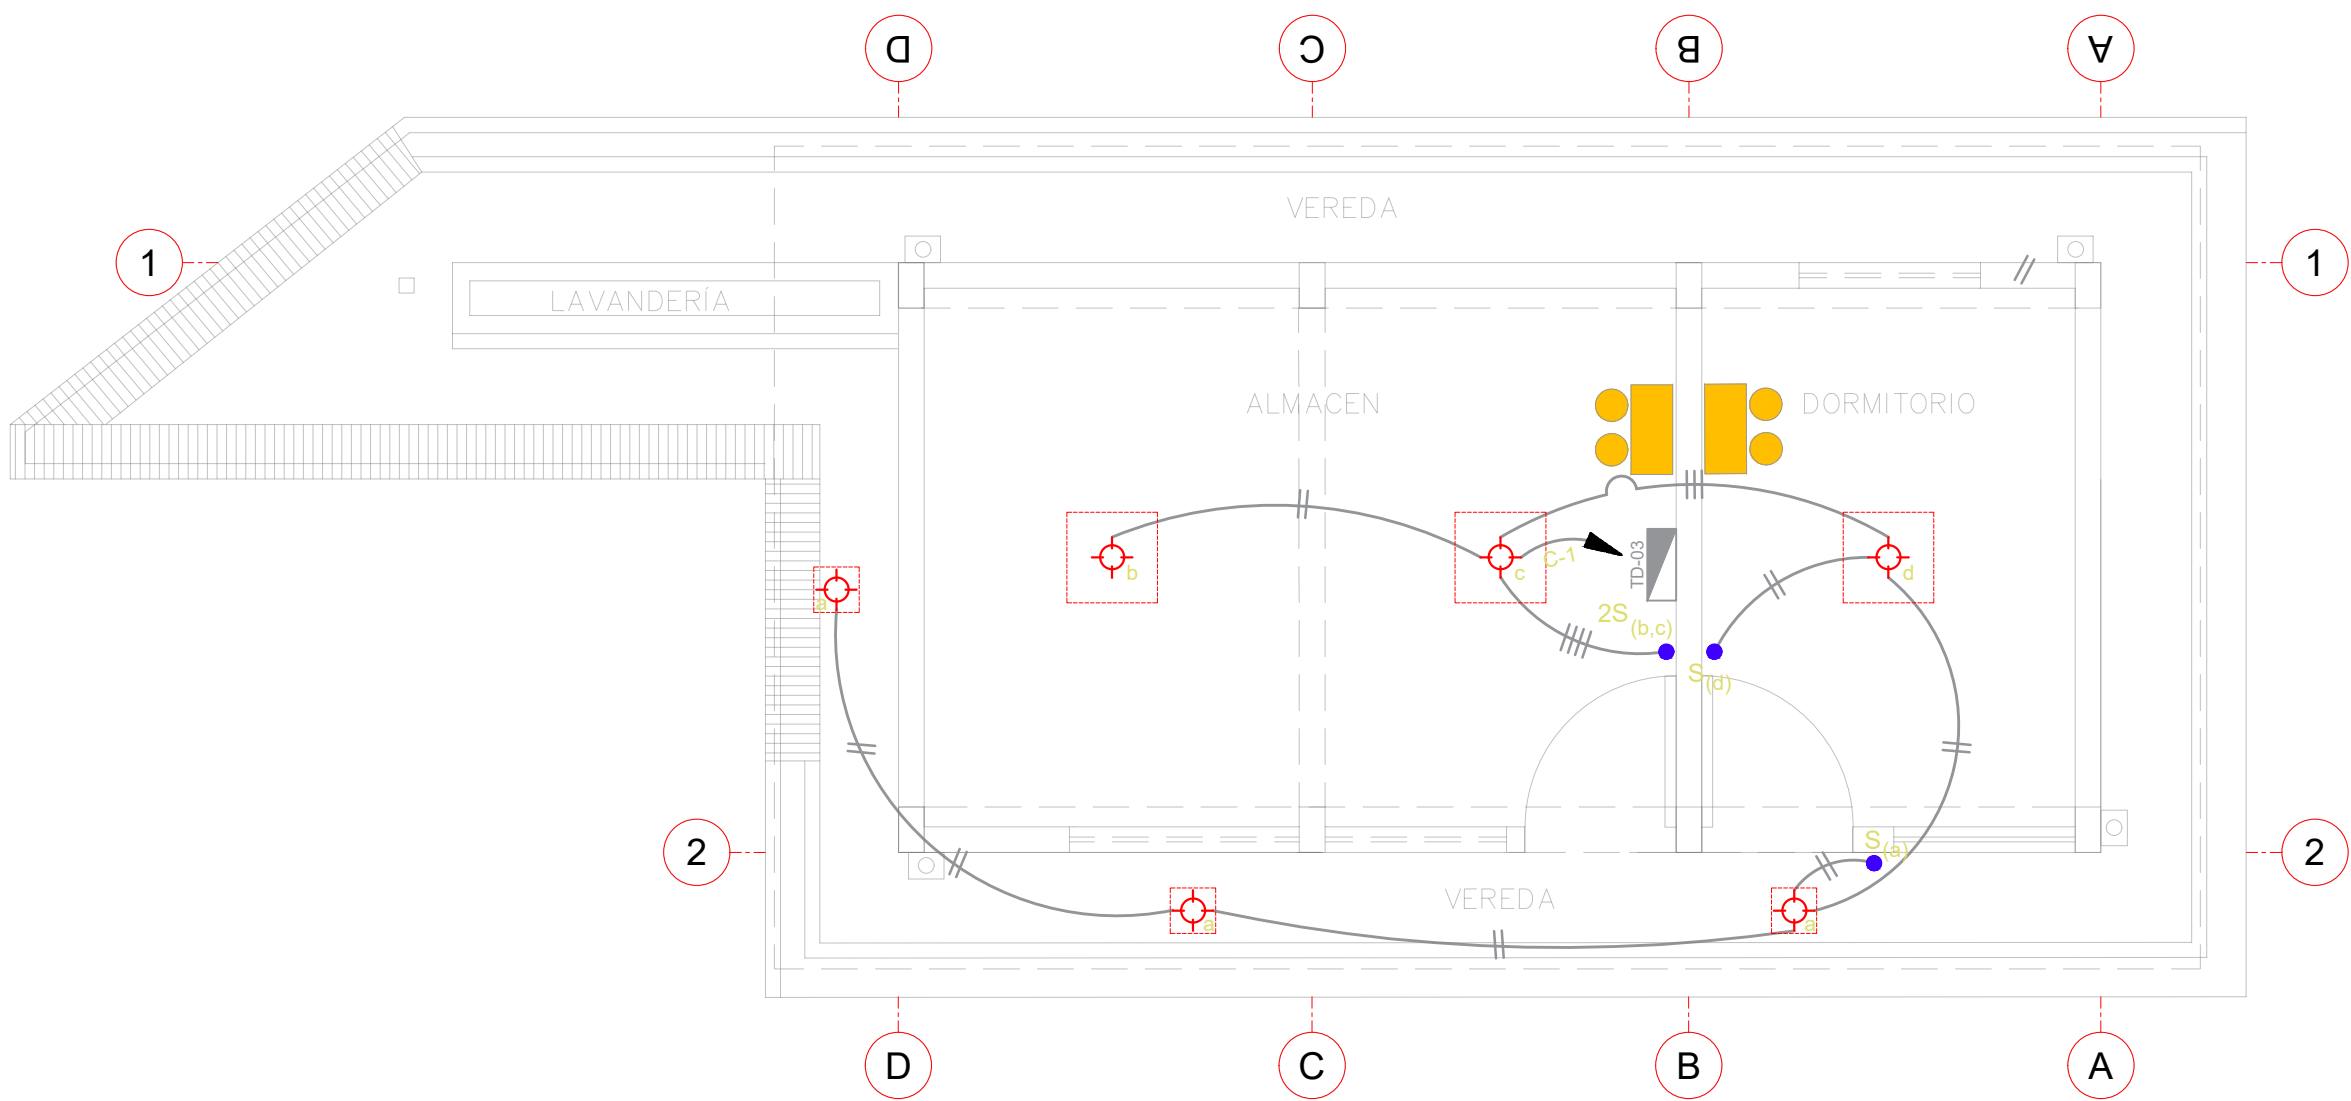 D C B A
VEREDA
1 1
LAVANDERÍA
ALMACEN DORMITORIO
b c C-1 TD-03 d
a
2S (b,c)
S (d)
S (a)
2 2
VEREDA
a a
D C B A